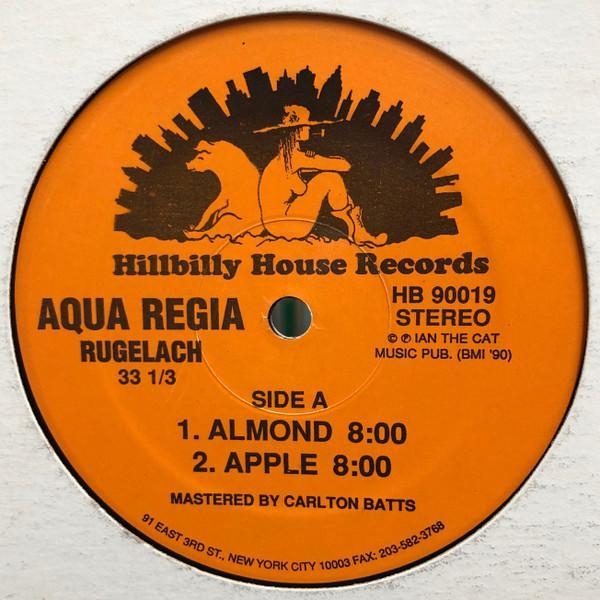 Hillbilly House Records
AQUA REGIA
RUGELACH
33 1/3
HB 90019
STEREO
© ℗ IAN THE CAT
MUSIC PUB. (BMI '90)
SIDE A
1. ALMOND 8:00
2. APPLE 8:00
MASTERED BY CARLTON BATTS
91 EAST 3RD ST., NEW YORK CITY 10003 FAX: 203-582-3768